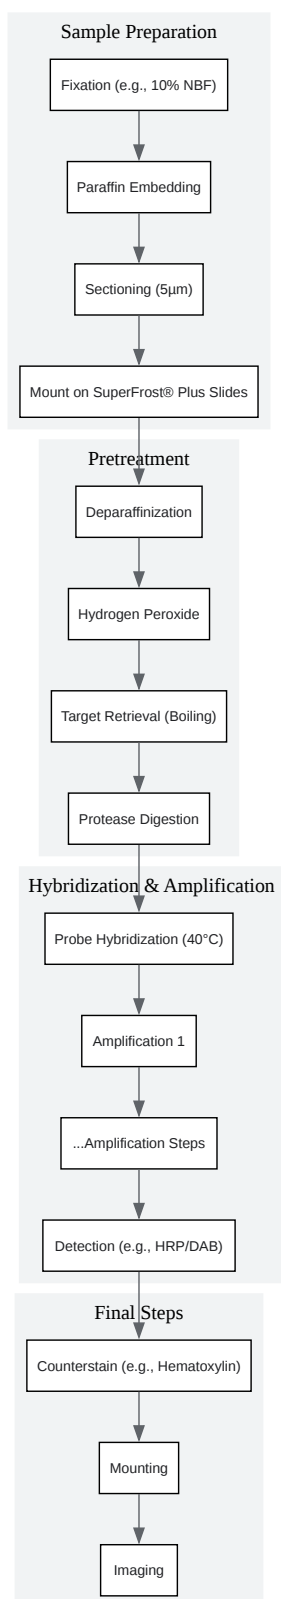 Sample Preparation
Fixation (e.g., 10% NBF)
Paraffin Embedding
Sectioning (5µm)
Mount on SuperFrost® Plus Slides
Pretreatment
Deparaffinization
Hydrogen Peroxide
Target Retrieval (Boiling)
Protease Digestion
Hybridization & Amplification
Probe Hybridization (40°C)
Amplification 1
...Amplification Steps
Detection (e.g., HRP/DAB)
Final Steps
Counterstain (e.g., Hematoxylin)
Mounting
Imaging